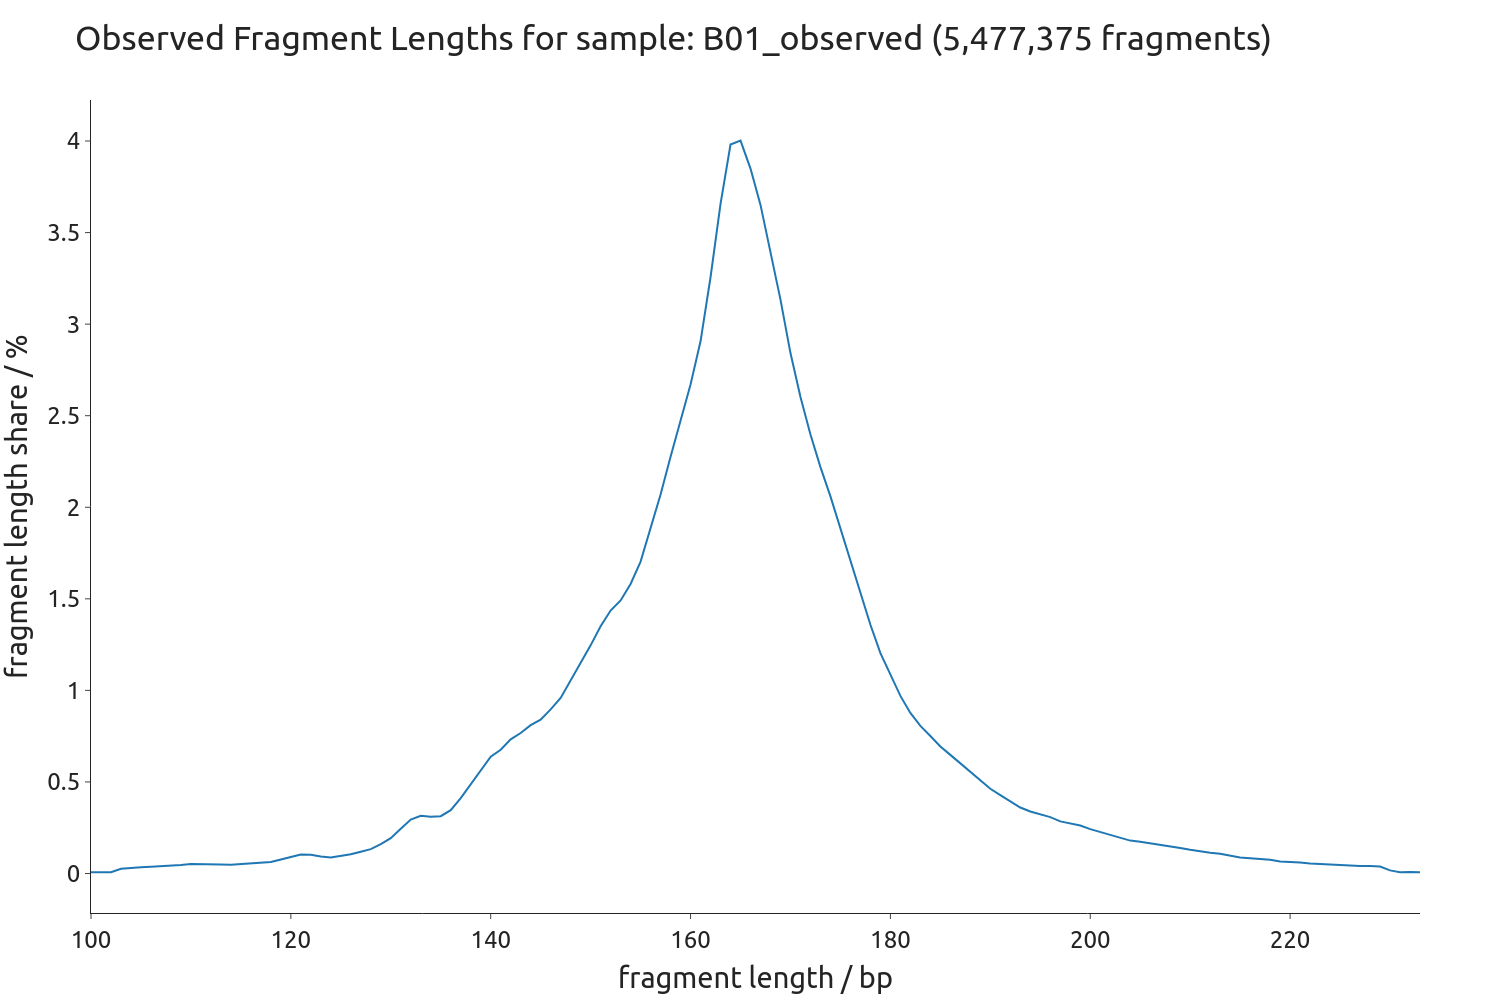 Observed Fragment Lengths for sample: B01_observed (5,477,375 fragments)
fragment length share / %
4
3.5
3
2.5
2
1.5
1
0.5
0
100 120 140 160 180 200 220
fragment length / bp